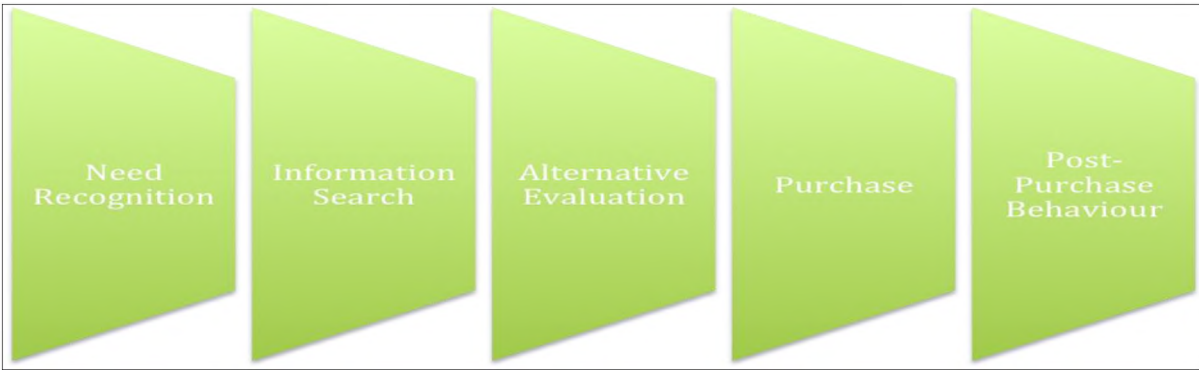 Need
Recognition
Information
Search
Alternative
Evaluation
Purchase
Post-
Purchase
Behaviour